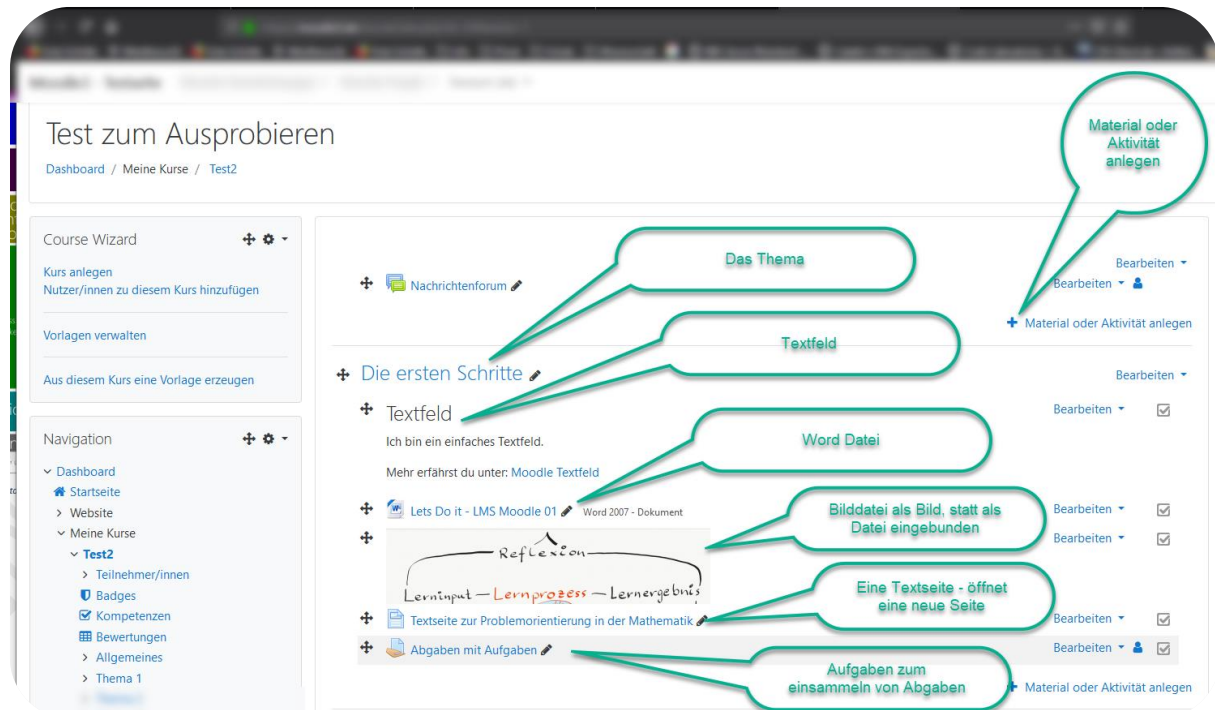 Test zum Ausprobieren
Dashboard / Meine Kurse / Test2
Material oder
Aktivität
anlegen
Course Wizard
Kurs anlegen
Nutzer/innen zu diesem Kurs hinzufügen
Vorlagen verwalten
Aus diesem Kurs eine Vorlage erzeugen
Navigation
Dashboard
Startseite
Website
Meine Kurse
Test2
Teilnehmer/innen
Badges
Kompetenzen
Bewertungen
Allgemeines
Thema 1
Das Thema
Bearbeiten
Nachrichtenforum
Bearbeiten
Material oder Aktivität anlegen
Textfeld
Die ersten Schritte
Bearbeiten
Textfeld
Bearbeiten
Ich bin ein einfaches Textfeld.
Mehr erfährst du unter: Moodle Textfeld
Word Datei
Lets Do it - LMS Moodle 01 Word 2007 - Dokument
Bearbeiten
Bilddatei als Bild, statt als
Datei eingebunden
Bearbeiten
Reflexion
Lerninput — Lernprozess — Lernergebnis
Eine Textseite - öffnet
eine neue Seite
Textseite zur Problemorientierung in der Mathematik
Bearbeiten
Abgaben mit Aufgaben
Bearbeiten
Aufgaben zum
einsammeln von Abgaben
Material oder Aktivität anlegen